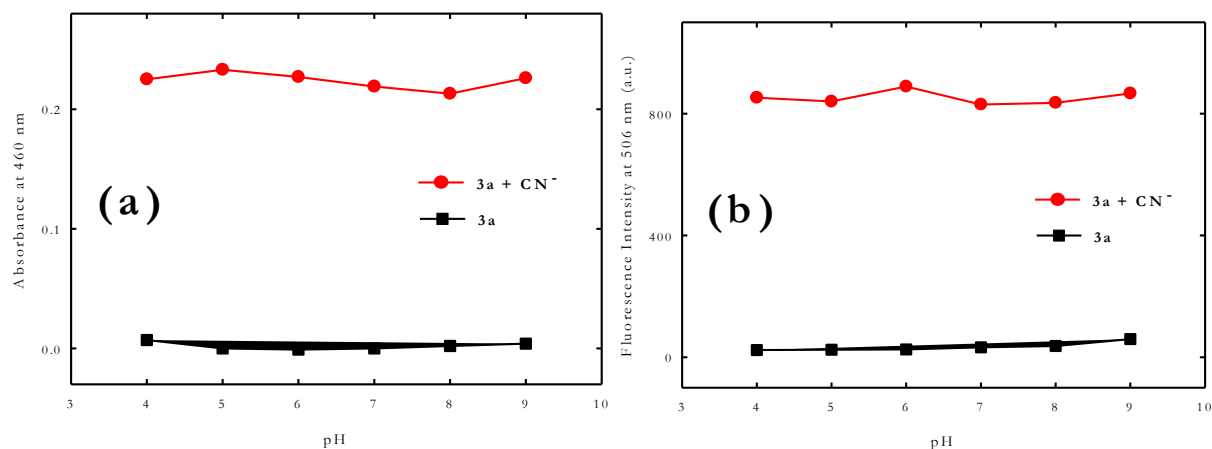 Absorbance at 460 nm
0.2
0.1
0.0
(a)
3a + CN⁻
3a
3 4 5 6 7 8 9 10
pH
Fluorescence Intensity at 506 nm (a.u.)
800
400
0
(b)
3a + CN⁻
3a
3 4 5 6 7 8 9 10
pH